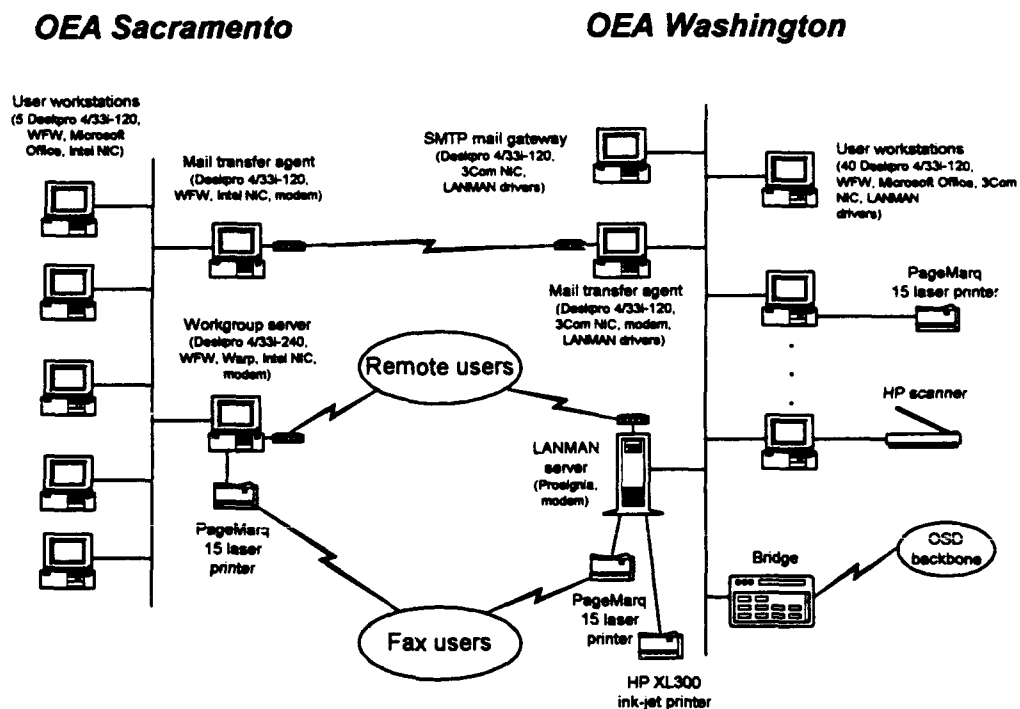 OEA Sacramento
OEA Washington
User workstations
(5 Deskpro 4/33i-120,
WFW, Microsoft
Office, Intel NIC)
Mail transfer agent
(Deskpro 4/33i-120,
WFW, Intel NIC, modem)
SMTP mail gateway
(Deskpro 4/33i-120,
3Com NIC,
LANMAN drivers)
User workstations
(40 Deskpro 4/33i-120,
WFW, Microsoft Office, 3Com
NIC, LANMAN
drivers)
Mail transfer agent
(Deskpro 4/33i-120,
3Com NIC, modem,
LANMAN drivers)
PageMarq
15 laser printer
Workgroup server
(Deskpro 4/33i-240,
WFW, Warp, Intel NIC,
modem)
Remote users
HP scanner
LANMAN
server
(Prosignia,
modem)
PageMarq
15 laser
printer
OSD
backbone
Bridge
PageMarq
15 laser
printer
Fax users
HP XL300
ink-jet printer